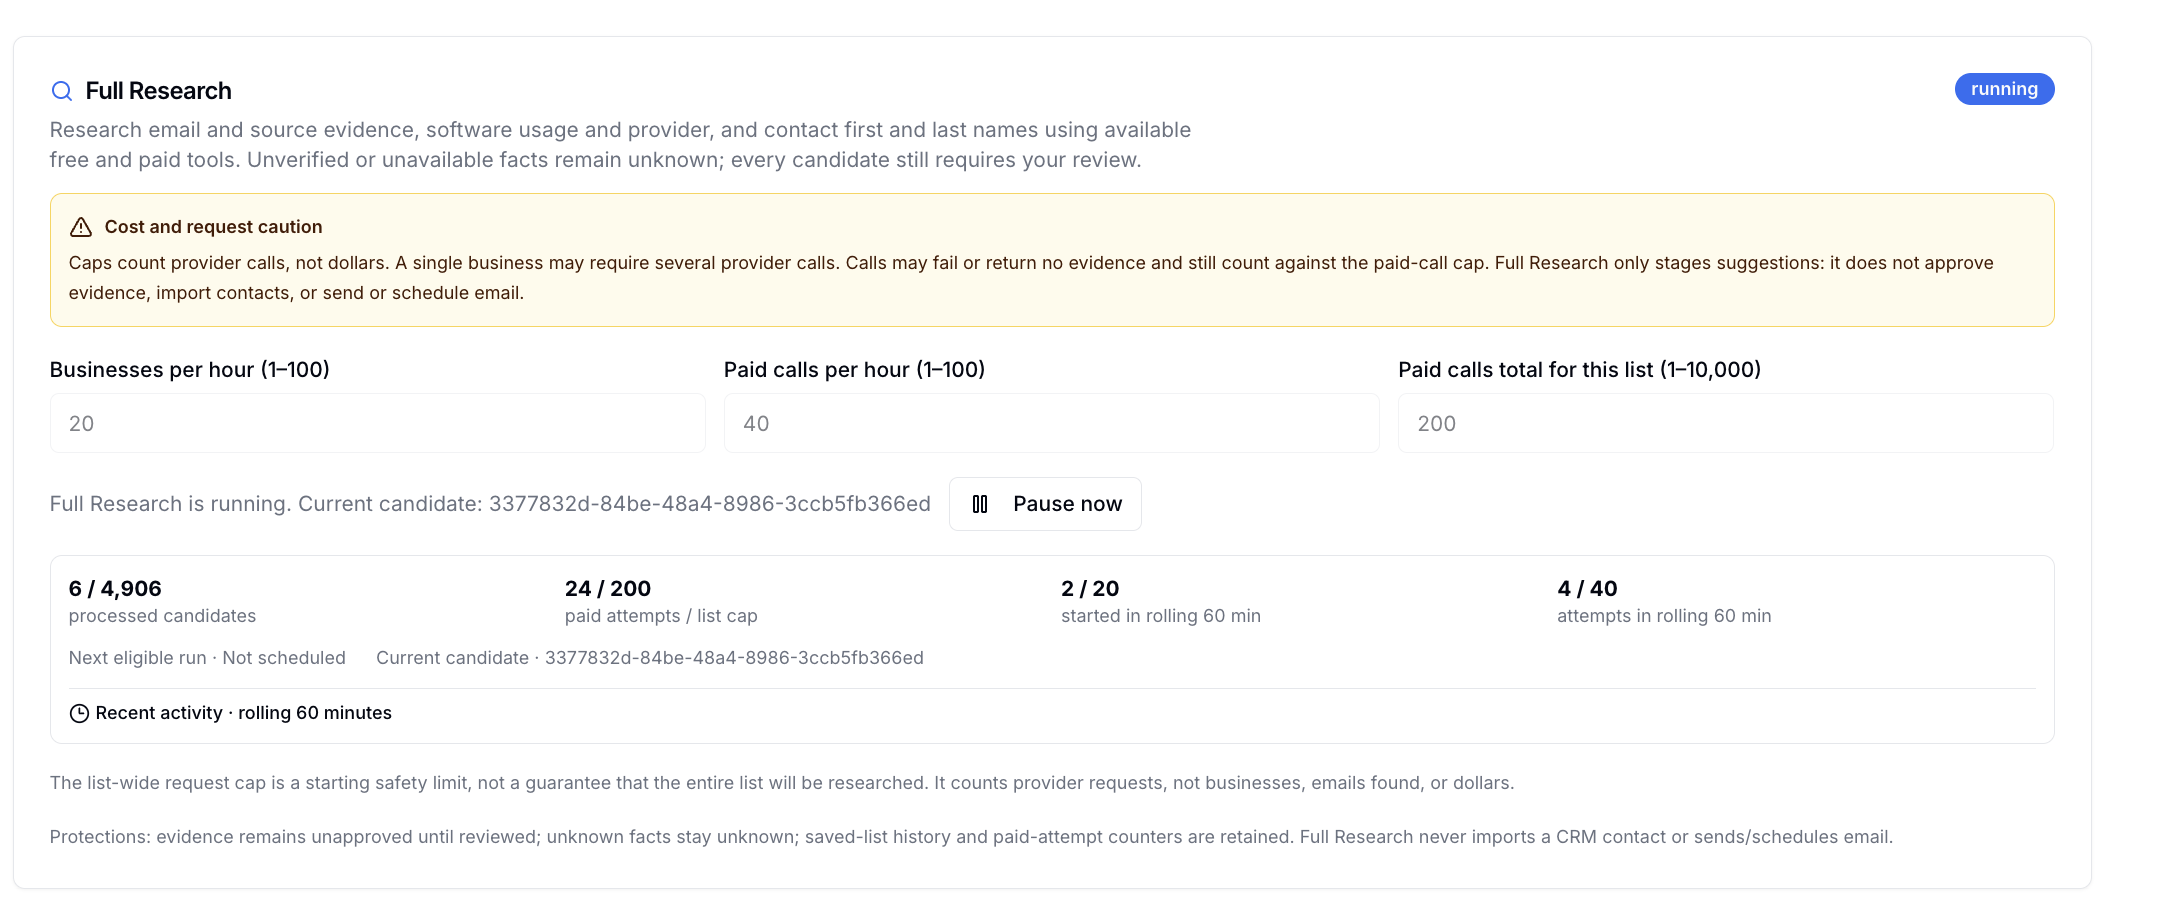 Full Research
running
Research email and source evidence, software usage and provider, and contact first and last names using available
free and paid tools. Unverified or unavailable facts remain unknown; every candidate still requires your review.
Cost and request caution
Caps count provider calls, not dollars. A single business may require several provider calls. Calls may fail or return no evidence and still count against the paid-call cap. Full Research only stages suggestions: it does not approve
evidence, import contacts, or send or schedule email.
Businesses per hour (1–100)
Paid calls per hour (1–100)
Paid calls total for this list (1–10,000)
20
40
200
Full Research is running. Current candidate: 3377832d-84be-48a4-8986-3ccb5fb366ed
Pause now
6 / 4,906
24 / 200
2 / 20
4 / 40
processed candidates
paid attempts / list cap
started in rolling 60 min
attempts in rolling 60 min
Next eligible run · Not scheduled
Current candidate · 3377832d-84be-48a4-8986-3ccb5fb366ed
Recent activity · rolling 60 minutes
The list-wide request cap is a starting safety limit, not a guarantee that the entire list will be researched. It counts provider requests, not businesses, emails found, or dollars.
Protections: evidence remains unapproved until reviewed; unknown facts stay unknown; saved-list history and paid-attempt counters are retained. Full Research never imports a CRM contact or sends/schedules email.